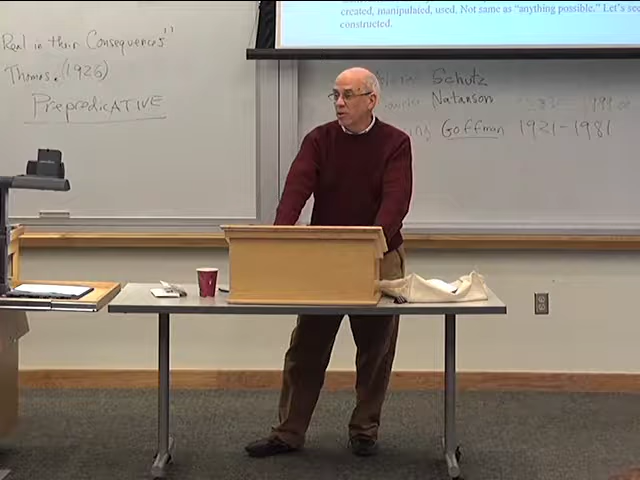 created, manipulated, used. Not same as "anything possible." Let's see
constructed.
Real in their Consequences"
Thomas. (1926)
PrepredicATIVE
Schutz
Natanson
Goffman 1921-1981